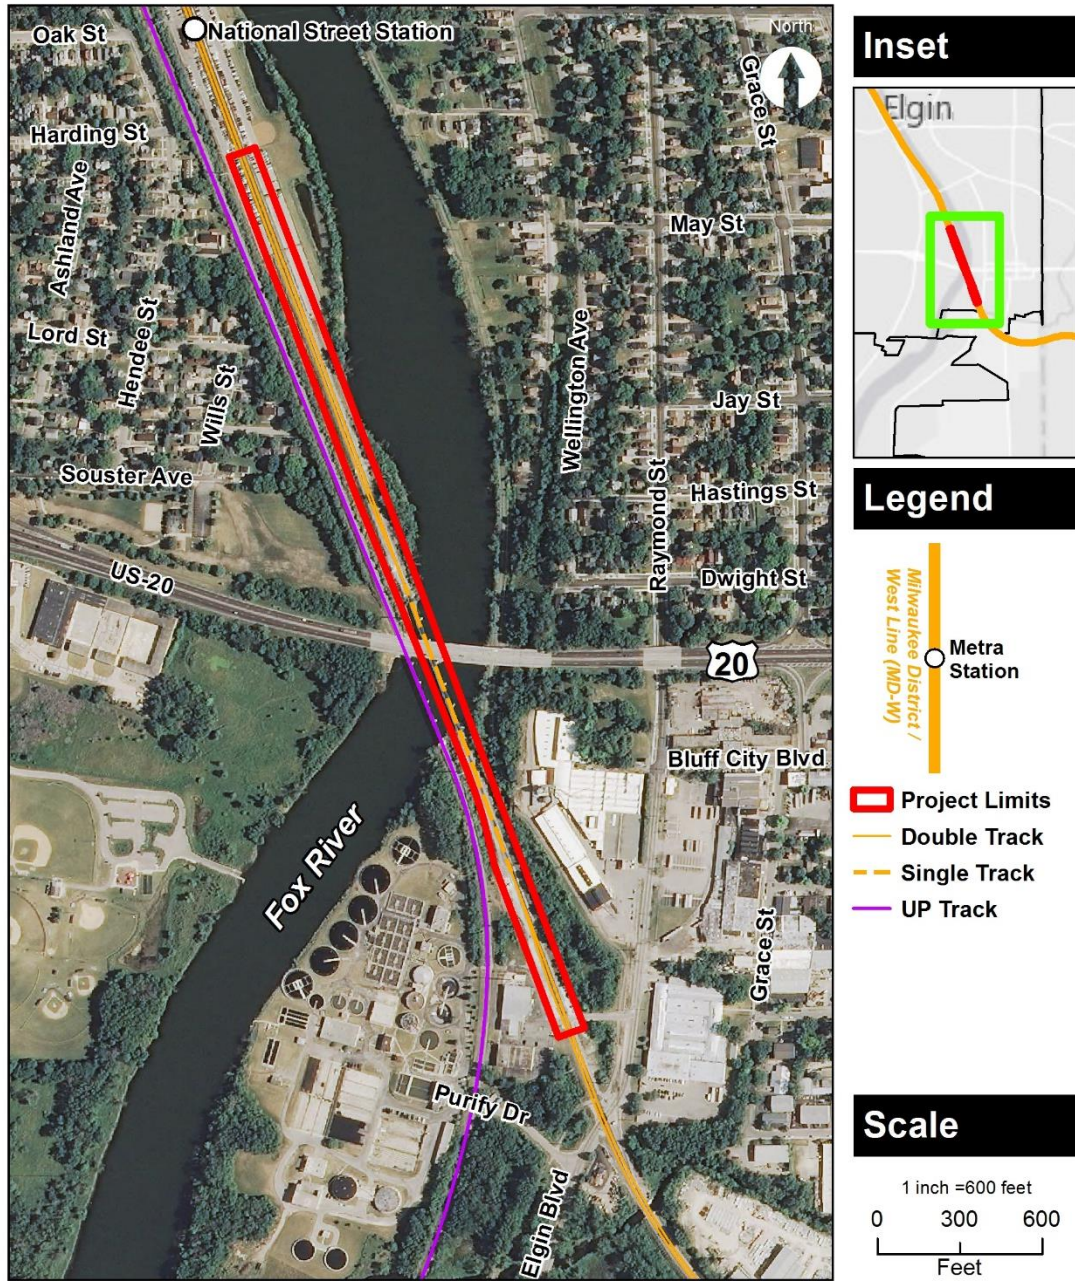 Oak St
National Street Station
North
Grace St
Harding St
Ashland Ave
May St
Lord St
Hendee St
Wills St
Wellington Ave
Jay St
Souster Ave
Raymond St
Hastings St
US-20
Dwight St
20
Bluff City Blvd
Fox River
Grace St
Purify Dr
Elgin Blvd
Inset
Elgin
Legend
Milwaukee District /
West Line (MD-W)
Metra
Station
Project Limits
Double Track
Single Track
UP Track
Scale
1 inch =600 feet
0 300 600
Feet